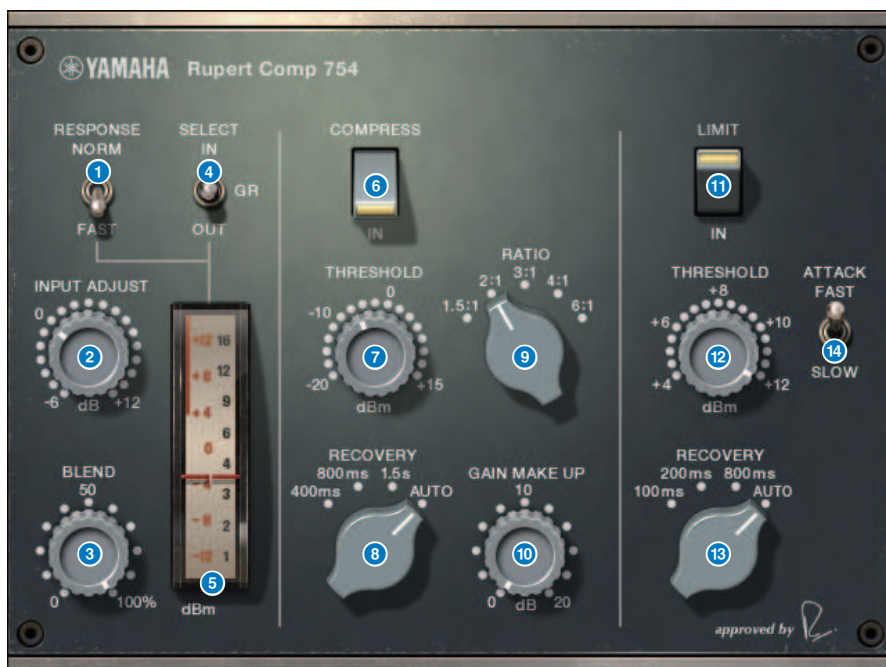 YAMAHA Rupert Comp 754
RESPONSE
NORM
1
FAST
SELECT
IN
4
GR
OUT
INPUT ADJUST
0
2
-6 dB +12
BLEND
50
3
0 100%
+12 16
+8 12
+4 9
0 6
4
-4 3
-8 2
-12 1
5
dBm
COMPRESS
6
IN
THRESHOLD
0
-10
7
-20 +15
dBm
RATIO
3:1
2:1 4:1
1.5:1 6:1
9
RECOVERY
800ms 1.5s
400ms AUTO
8
GAIN MAKE UP
10
10
0 dB 20
LIMIT
11
IN
THRESHOLD
+8
+6 +10
12
+4 +12
dBm
ATTACK
FAST
14
SLOW
RECOVERY
200ms 800ms
100ms AUTO
13
approved by